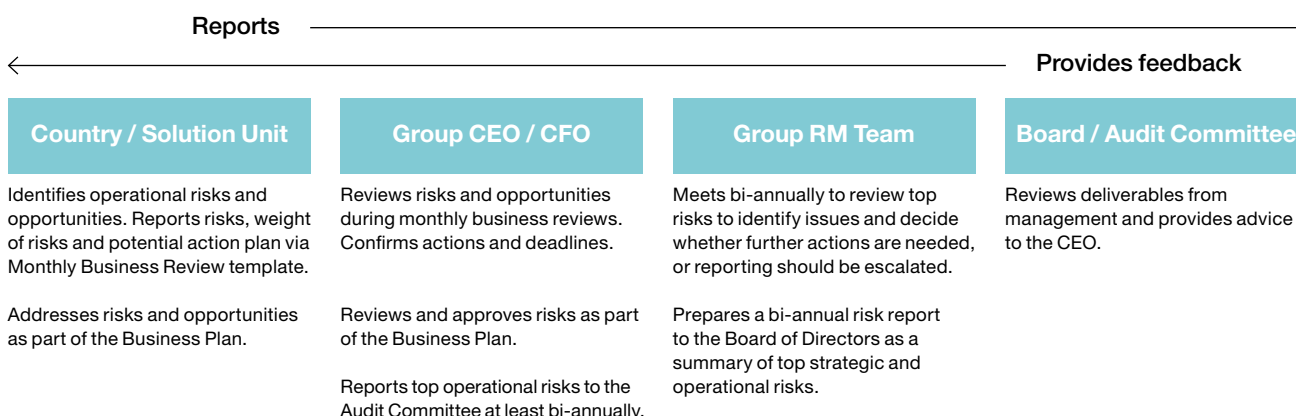 Reports
Provides feedback
Country / Solution Unit
Identifies operational risks and
opportunities. Reports risks, weight
of risks and potential action plan via
Monthly Business Review template.
Addresses risks and opportunities
as part of the Business Plan.
Group CEO / CFO
Reviews risks and opportunities
during monthly business reviews.
Confirms actions and deadlines.
Reviews and approves risks as part
of the Business Plan.
Reports top operational risks to the
Audit Committee at least bi-annually.
Group RM Team
Meets bi-annually to review top
risks to identify issues and decide
whether further actions are needed,
or reporting should be escalated.
Prepares a bi-annual risk report
to the Board of Directors as a
summary of top strategic and
operational risks.
Board / Audit Committee
Reviews deliverables from
management and provides advice
to the CEO.